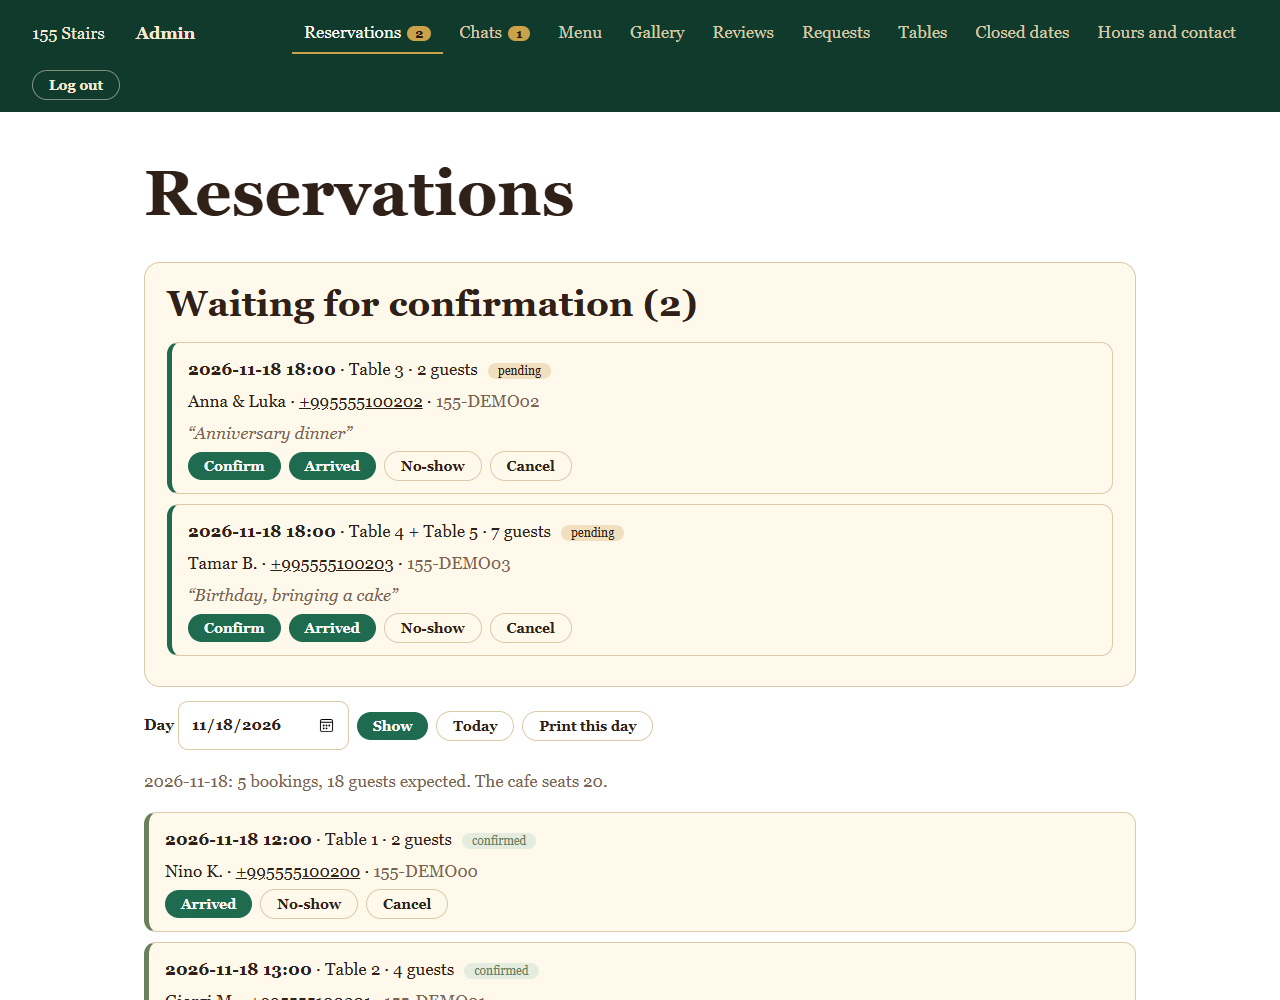 155 Stairs Admin Reservations 2 Chats 1 Menu Gallery Reviews Requests Tables Closed dates Hours and contact
Log out
Reservations
Waiting for confirmation (2)
2026-11-18 18:00 · Table 3 · 2 guests pending
Anna & Luka · +995555100202 · 155-DEMO02
“Anniversary dinner”
Confirm Arrived No-show Cancel
2026-11-18 18:00 · Table 4 + Table 5 · 7 guests pending
Tamar B. · +995555100203 · 155-DEMO03
“Birthday, bringing a cake”
Confirm Arrived No-show Cancel
Day 11/18/2026 Show Today Print this day
2026-11-18: 5 bookings, 18 guests expected. The cafe seats 20.
2026-11-18 12:00 · Table 1 · 2 guests confirmed
Nino K. · +995555100200 · 155-DEMO00
Arrived No-show Cancel
2026-11-18 13:00 · Table 2 · 4 guests confirmed
Giorgi M. · +995555100201 · 155-DEMO01